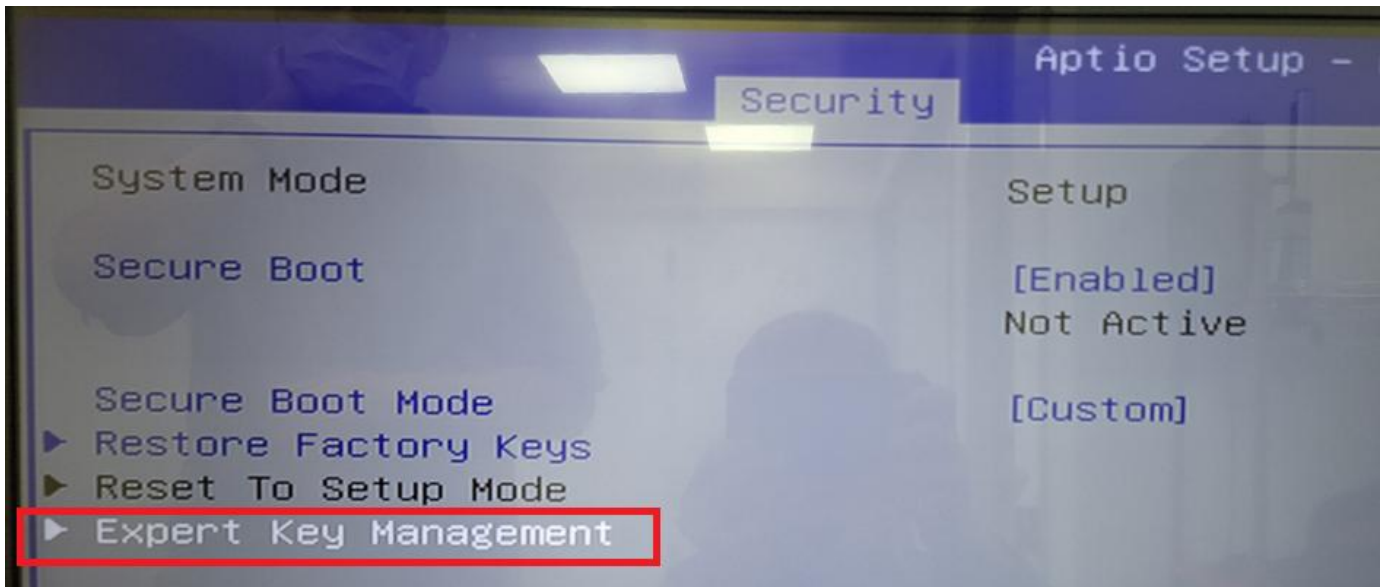 Aptio Setup –
Security
System Mode Setup
Secure Boot [Enabled]
Not Active
Secure Boot Mode [Custom]
► Restore Factory Keys
► Reset To Setup Mode
► Expert Key Management